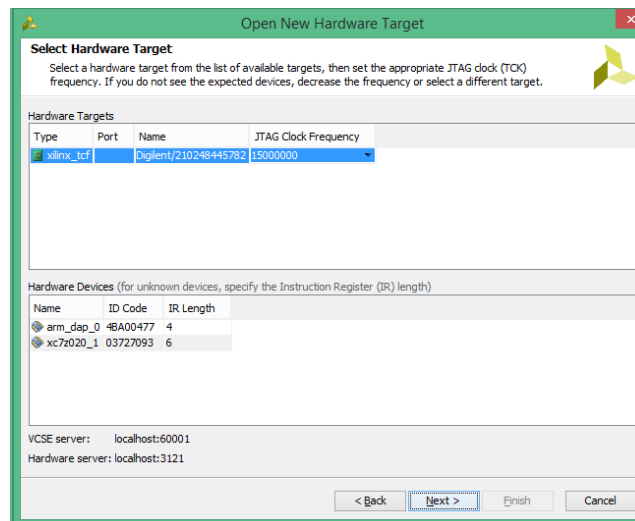 Open New Hardware Target
Select Hardware Target
Select a hardware target from the list of available targets, then set the appropriate JTAG clock (TCK)
frequency. If you do not see the expected devices, decrease the frequency or select a different target.
Hardware Targets
Type Port Name JTAG Clock Frequency
xilinx_tcf Digilent/210248445782 15000000
Hardware Devices (for unknown devices, specify the Instruction Register (IR) length)
Name ID Code IR Length
arm_dap_0 4BA00477 4
xc7z020_1 03727093 6
VCSE server: localhost:60001
Hardware server: localhost:3121
< Back Next > Finish Cancel